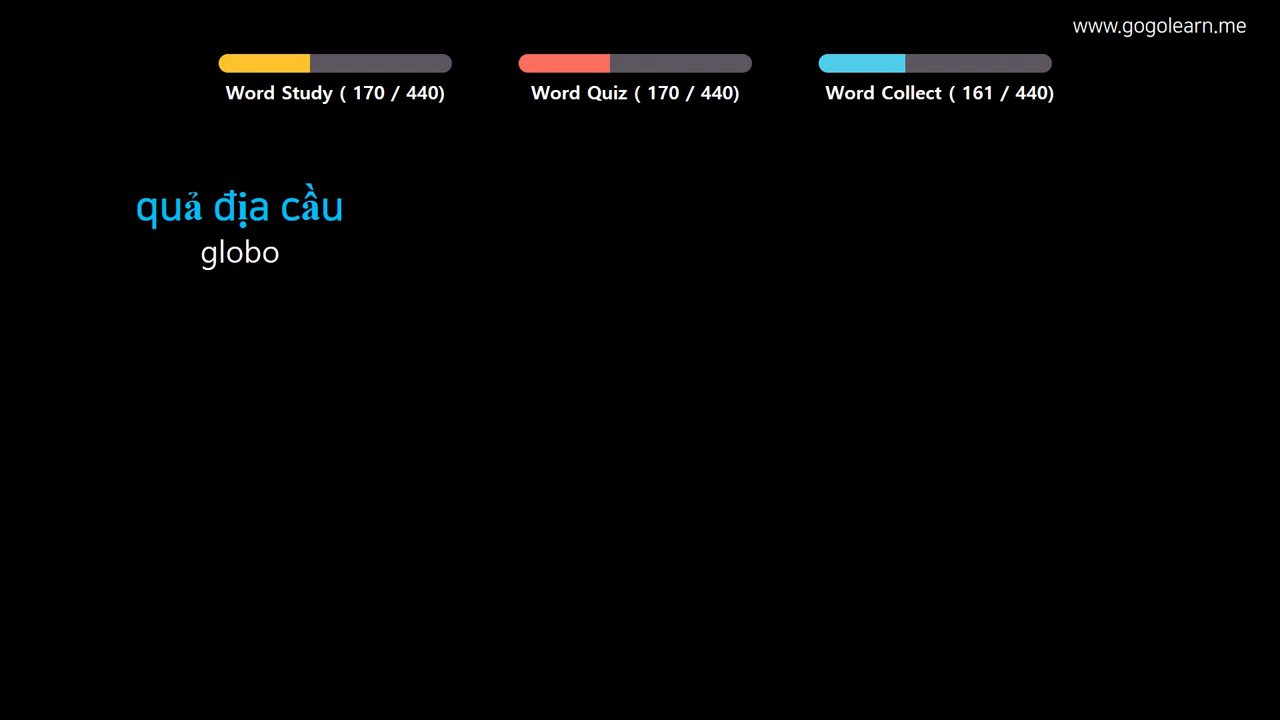 www.gogolearn.me
Word Study ( 170 / 440)
Word Quiz ( 170 / 440)
Word Collect ( 161 / 440)
quả địa cầu
globo